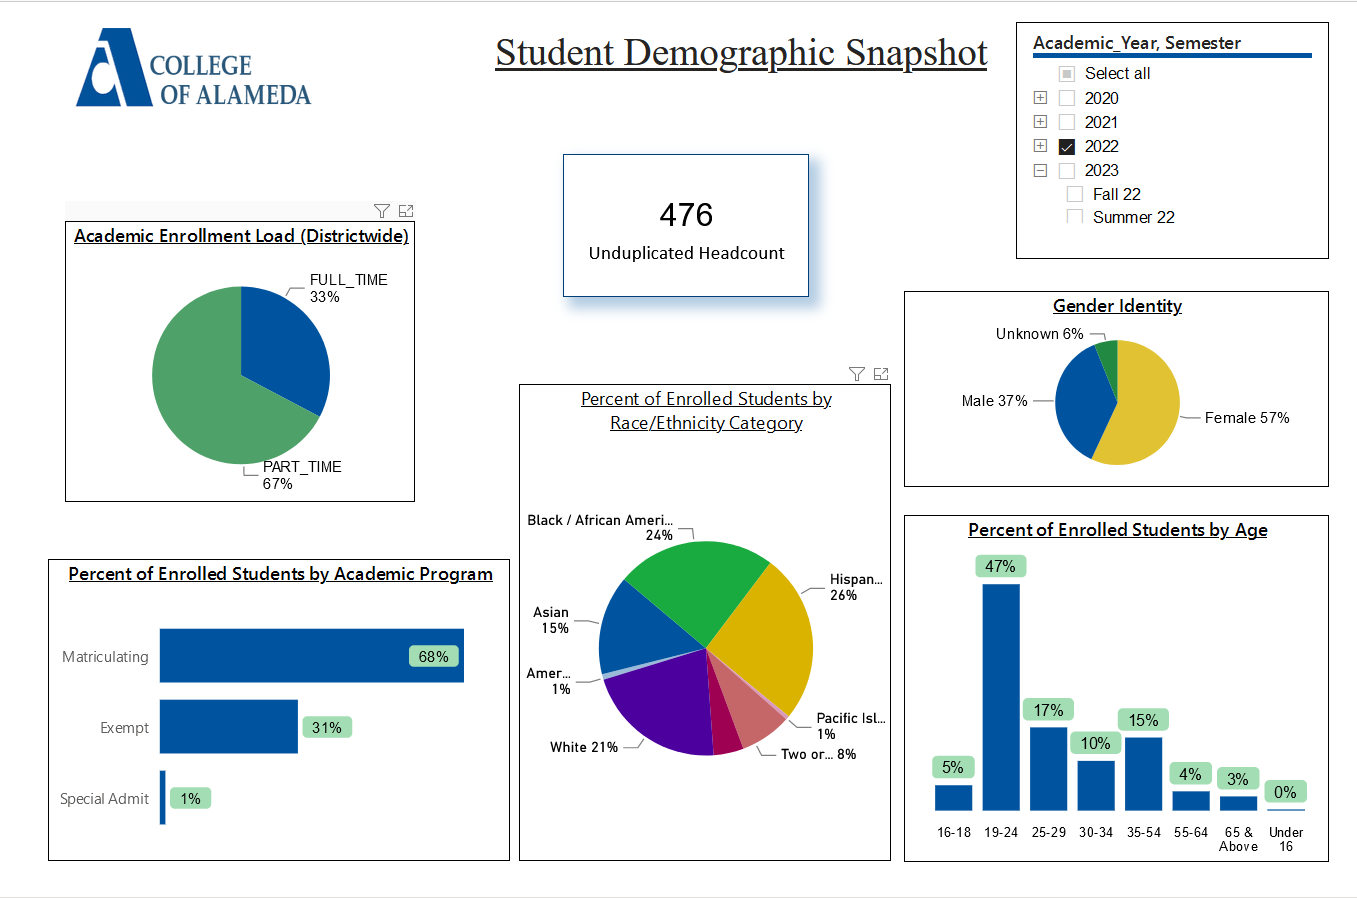 COLLEGE
OF ALAMEDA
Student Demographic Snapshot
Academic_Year, Semester
Select all
2020
2021
2022
2023
Fall 22
Summer 22
476
Unduplicated Headcount
Academic Enrollment Load (Districtwide)
FULL_TIME
33%
PART_TIME
67%
Gender Identity
Unknown 6%
Male 37%
Female 57%
Percent of Enrolled Students by
Race/Ethnicity Category
Black / African Ameri...
24%
Hispan...
26%
Asian
15%
Amer...
1%
Pacific Isl...
1%
White 21%
Two or... 8%
Percent of Enrolled Students by Academic Program
Matriculating
68%
Exempt
31%
Special Admit
1%
Percent of Enrolled Students by Age
47%
17%
15%
10%
5%
4%
3%
0%
16-18 19-24 25-29 30-34 35-54 55-64 65 & Under
Above 16